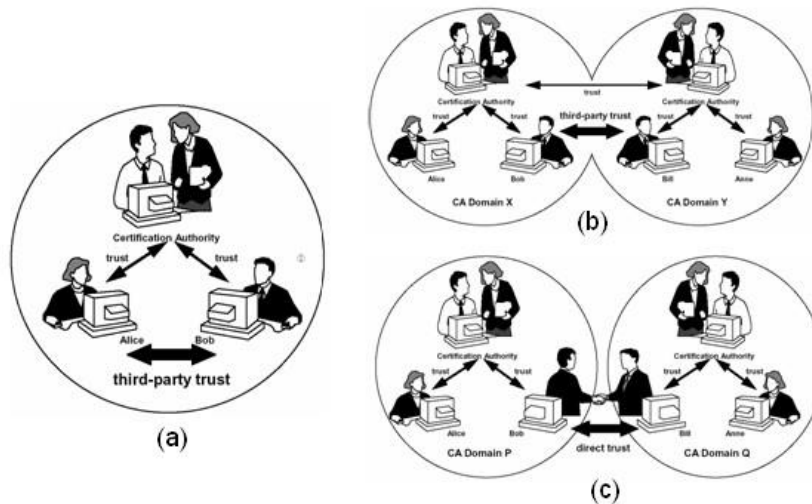 Certification Authority
trust trust
Alice Bob
third-party trust
(a)
trust
Certification Authority Certification Authority
trust trust third-party trust trust trust
Alice Bob Bill Anne
CA Domain X CA Domain Y
(b)
Certification Authority Certification Authority
trust trust trust trust
Alice Bob Bill Anne
CA Domain P direct trust CA Domain Q
(c)